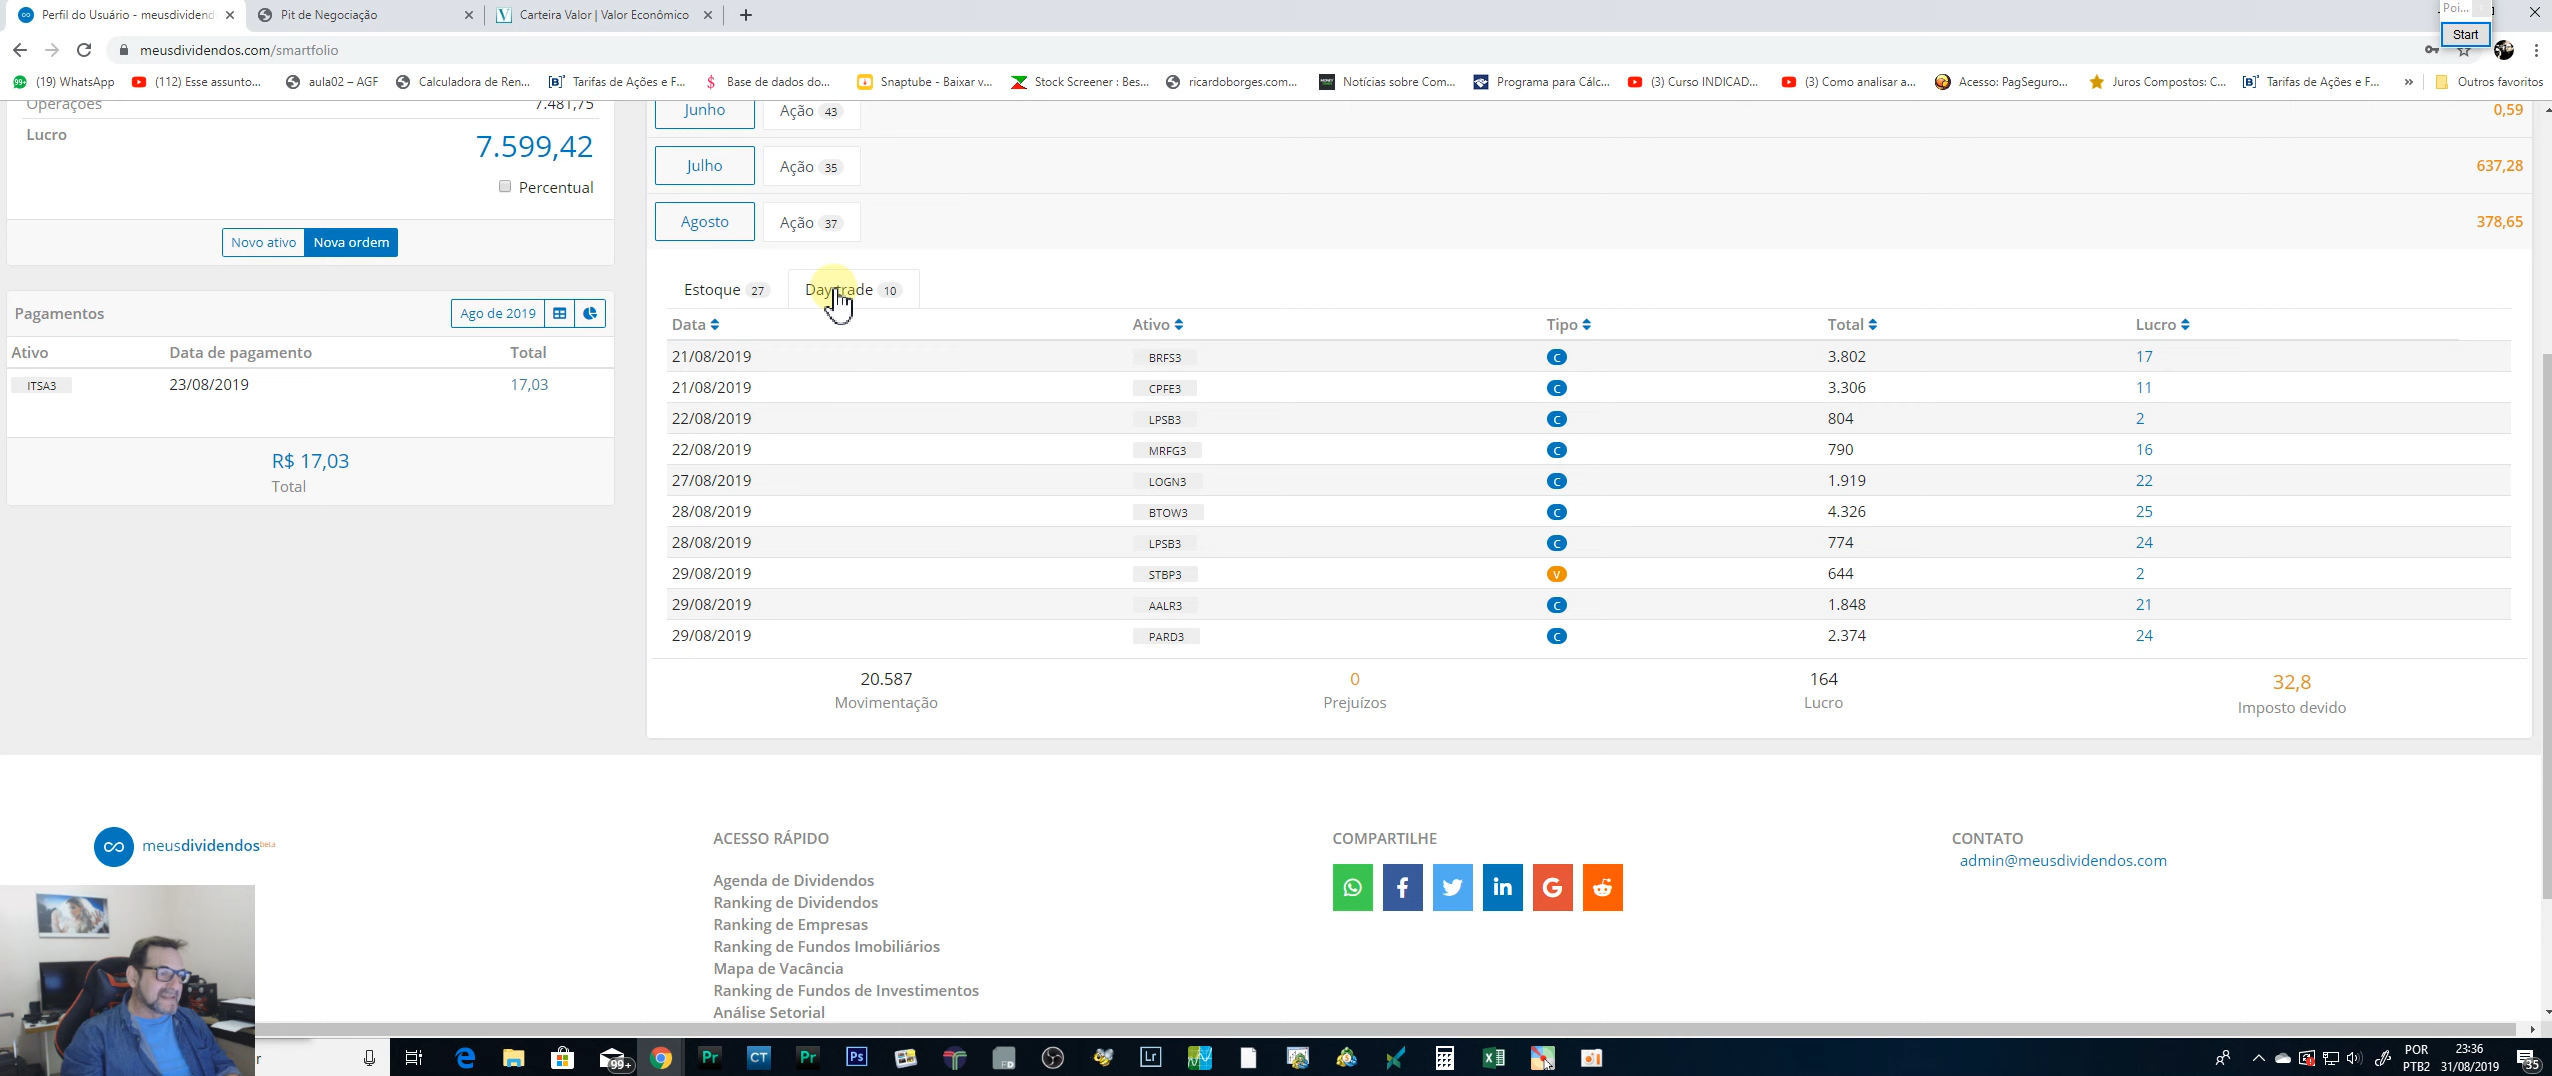 Perfil do Usuário - meusdividend
Pit de Negociação
Carteira Valor | Valor Econômico
Poi...
Start
meusdividendos.com/smartfolio
(19) WhatsApp
(112) Esse assunto...
aula02 – AGF
Calculadora de Ren...
Tarifas de Ações e F...
Base de dados do...
Snaptube - Baixar v...
Stock Screener : Bes...
ricardoborges.com...
Notícias sobre Com...
Programa para Cálc...
(3) Curso INDICAD...
(3) Como analisar a...
Acesso: PagSeguro...
Juros Compostos: C...
Tarifas de Ações e F...
»
Outros favoritos
Operações 7.481,75
Lucro
7.599,42
Percentual
Novo ativo Nova ordem
Pagamentos Ago de 2019
Ativo Data de pagamento Total
ITSA3 23/08/2019 17,03
R$ 17,03
Total
Junho Ação 43 0,59
Julho Ação 35 637,28
Agosto Ação 37 378,65
Estoque 27 Day trade 10
Data Ativo Tipo Total Lucro
21/08/2019 BRFS3 C 3.802 17
21/08/2019 CPFE3 C 3.306 11
22/08/2019 LPSB3 C 804 2
22/08/2019 MRFG3 C 790 16
27/08/2019 LOGN3 C 1.919 22
28/08/2019 BTOW3 C 4.326 25
28/08/2019 LPSB3 C 774 24
29/08/2019 STBP3 V 644 2
29/08/2019 AALR3 C 1.848 21
29/08/2019 PARD3 C 2.374 24
20.587 0 164 32,8
Movimentação Prejuízos Lucro Imposto devido
meusdividendos beta
ACESSO RÁPIDO
Agenda de Dividendos
Ranking de Dividendos
Ranking de Empresas
Ranking de Fundos Imobiliários
Mapa de Vacância
Ranking de Fundos de Investimentos
Análise Setorial
COMPARTILHE
CONTATO
admin@meusdividendos.com
r
99+
Pr
CT
Pr
Ps
FD
Lr
POR
PTB2
23:36
31/08/2019
35